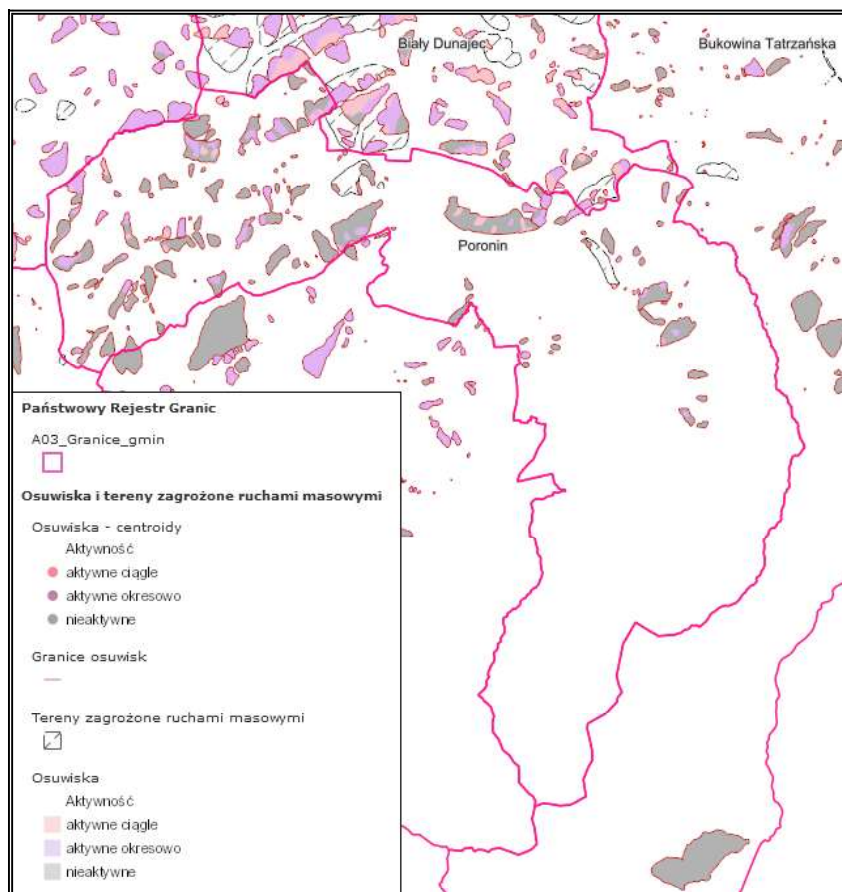 Biały Dunajec
Bukowina Tatrzańska
Poronin
Państwowy Rejestr Granic
A03_Granice_gmin
Osuwiska i tereny zagrożone ruchami masowymi
Osuwiska - centroidy
Aktywność
aktywne ciągle
aktywne okresowo
nieaktywne
Granice osuwisk
Tereny zagrożone ruchami masowymi
Osuwiska
Aktywność
aktywne ciągle
aktywne okresowo
nieaktywne